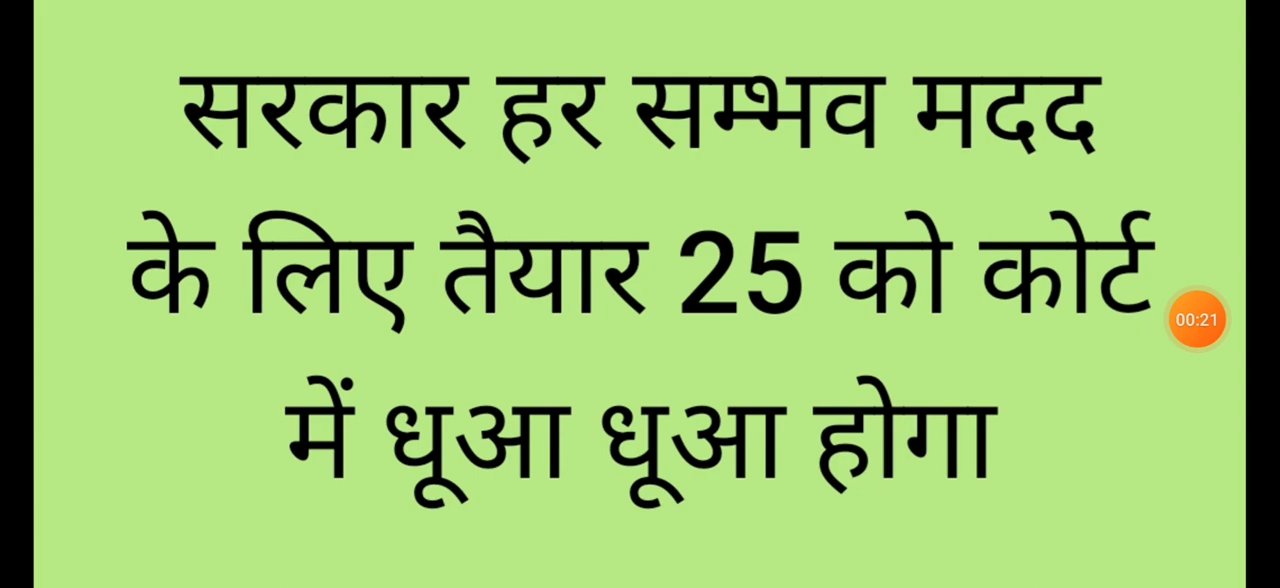 सरकार हर सम्भव मदद
के लिए तैयार 25 को कोर्ट
00:21
में धूआ धूआ होगा